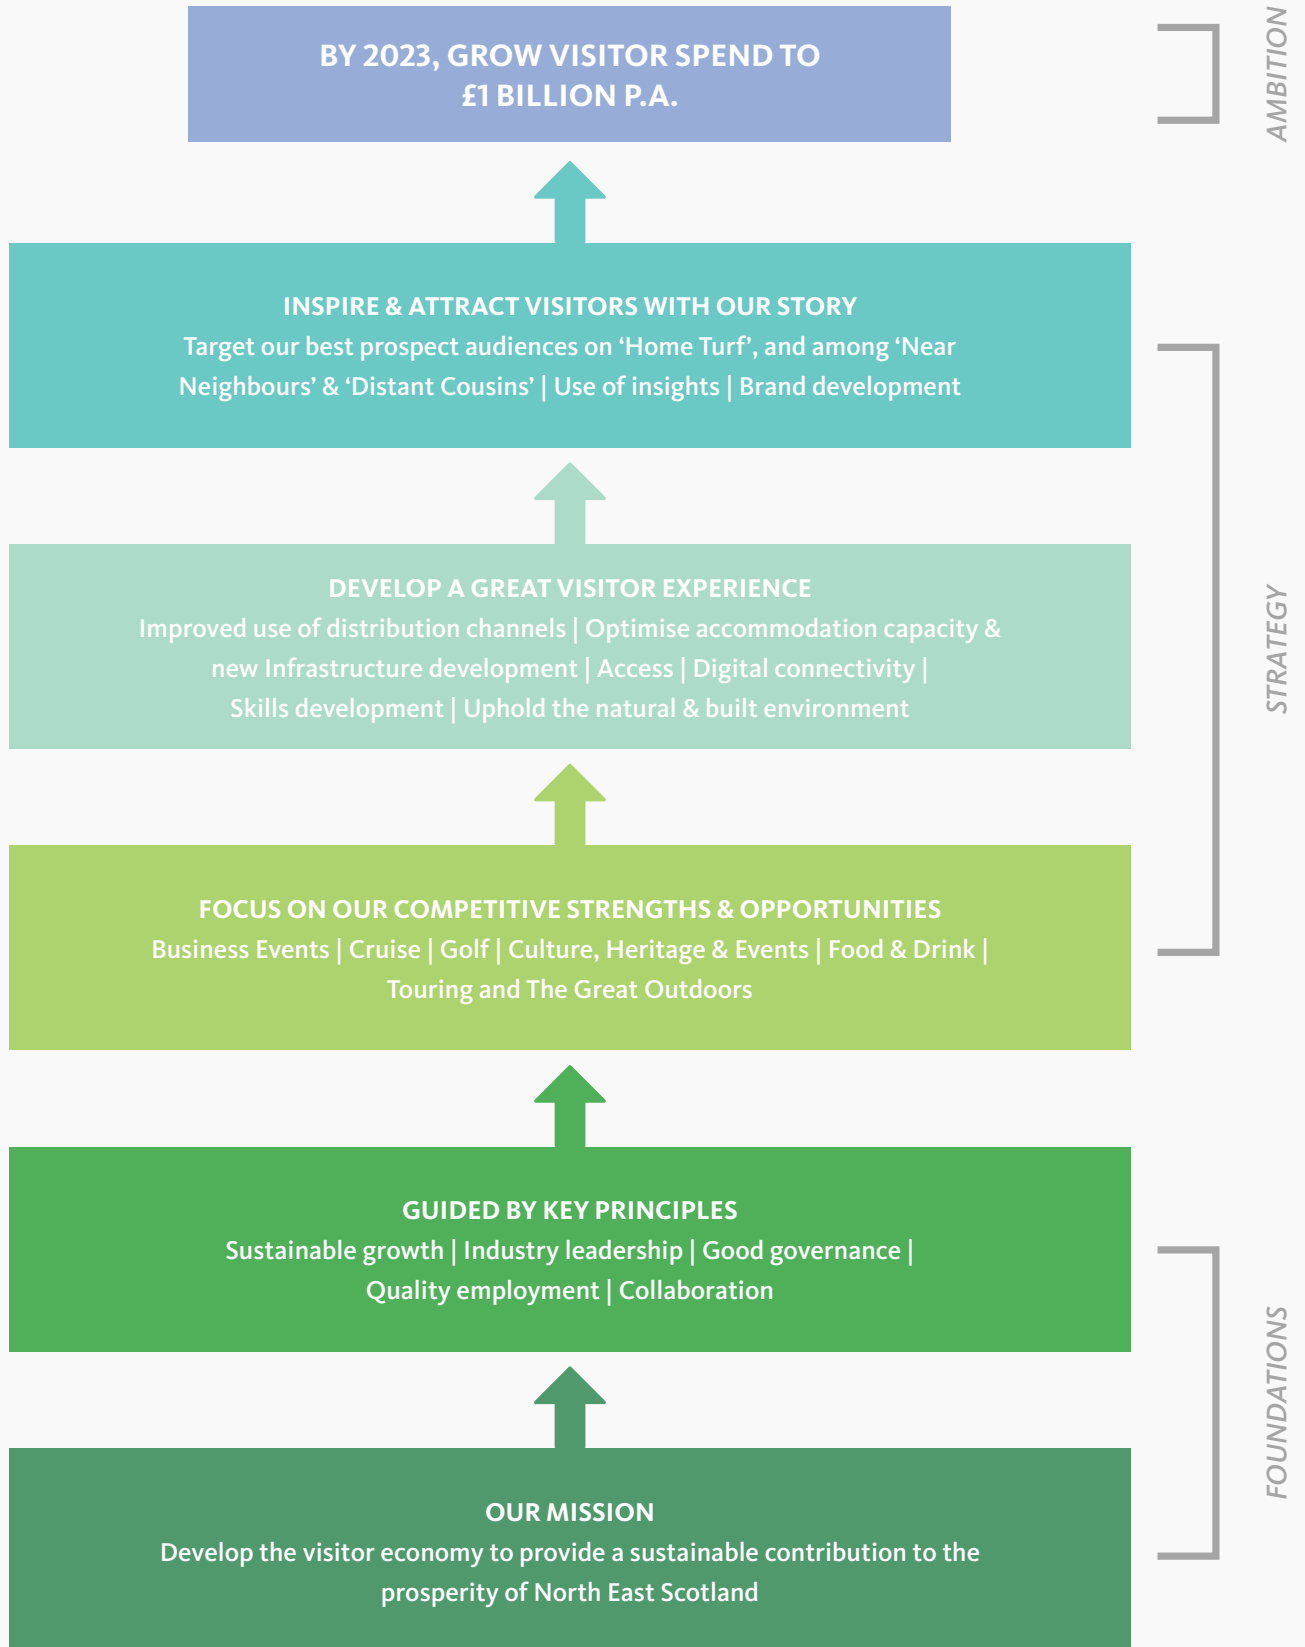 BY 2023, GROW VISITOR SPEND TO
£1 BILLION P.A.
AMBITION
INSPIRE & ATTRACT VISITORS WITH OUR STORY
Target our best prospect audiences on ‘Home Turf’, and among ‘Near
Neighbours’ & ‘Distant Cousins’ | Use of insights | Brand development
DEVELOP A GREAT VISITOR EXPERIENCE
Improved use of distribution channels | Optimise accommodation capacity &
new Infrastructure development | Access | Digital connectivity |
Skills development | Uphold the natural & built environment
STRATEGY
FOCUS ON OUR COMPETITIVE STRENGTHS & OPPORTUNITIES
Business Events | Cruise | Golf | Culture, Heritage & Events | Food & Drink |
Touring and The Great Outdoors
GUIDED BY KEY PRINCIPLES
Sustainable growth | Industry leadership | Good governance |
Quality employment | Collaboration
FOUNDATIONS
OUR MISSION
Develop the visitor economy to provide a sustainable contribution to the
prosperity of North East Scotland